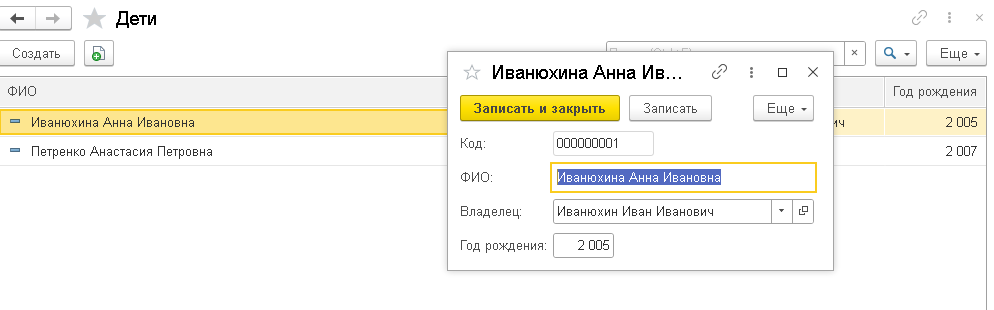 Дети
Создать
Еще
ФИО
Год рождения
Иванюхина Анна Ивановна
ич 2 005
Петренко Анастасия Петровна
2 007
Иванюхина Анна Ив...
Записать и закрыть Записать Еще
Код: 000000001
ФИО: Иванюхина Анна Ивановна
Владелец: Иванюхин Иван Иванович
Год рождения: 2 005